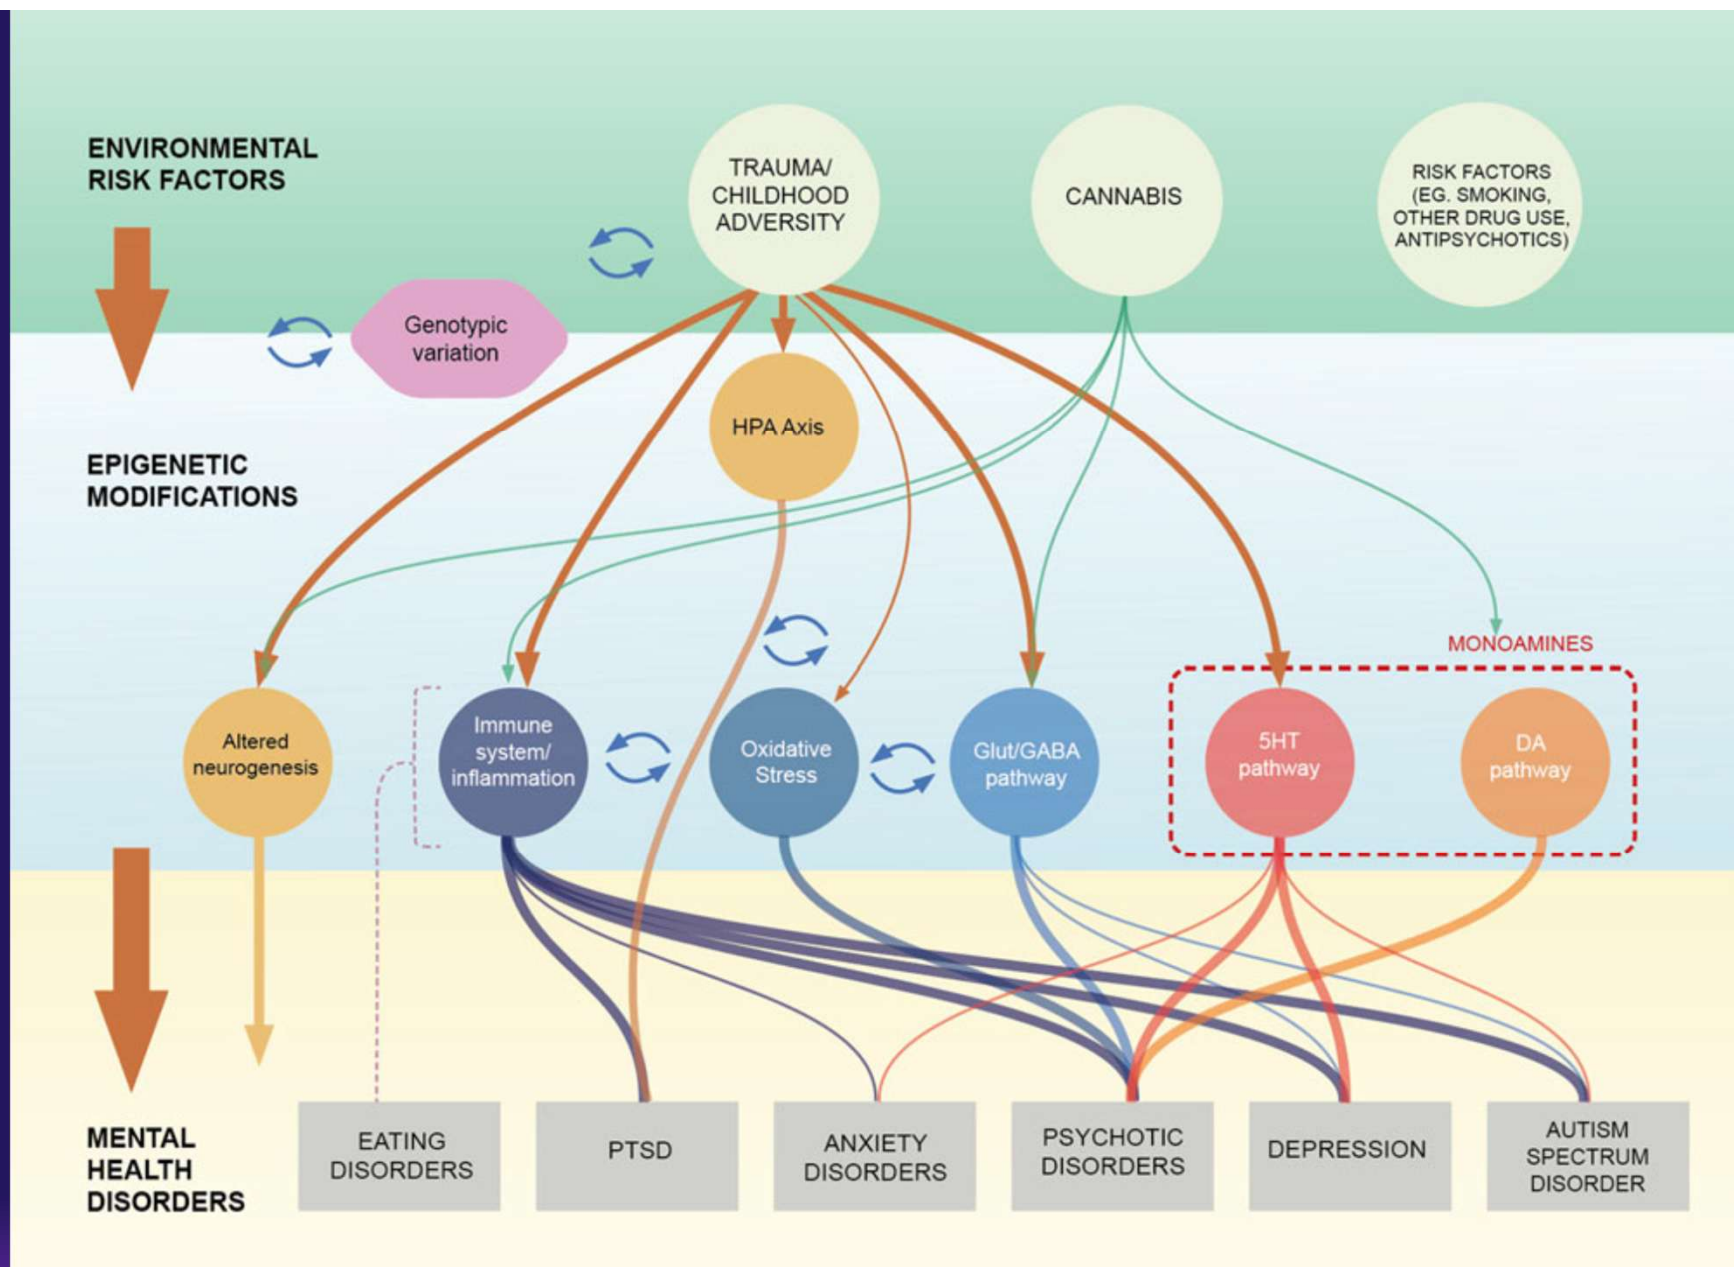 ENVIRONMENTAL
RISK FACTORS
TRAUMA/
CHILDHOOD
ADVERSITY
CANNABIS
RISK FACTORS
(EG. SMOKING,
OTHER DRUG USE,
ANTIPSYCHOTICS)
Genotypic
variation
HPA Axis
EPIGENETIC
MODIFICATIONS
MONOAMINES
Altered
neurogenesis
Immune
system/
inflammation
Oxidative
Stress
Glut/GABA
pathway
5HT
pathway
DA
pathway
MENTAL
HEALTH
DISORDERS
EATING
DISORDERS
PTSD
ANXIETY
DISORDERS
PSYCHOTIC
DISORDERS
DEPRESSION
AUTISM
SPECTRUM
DISORDER